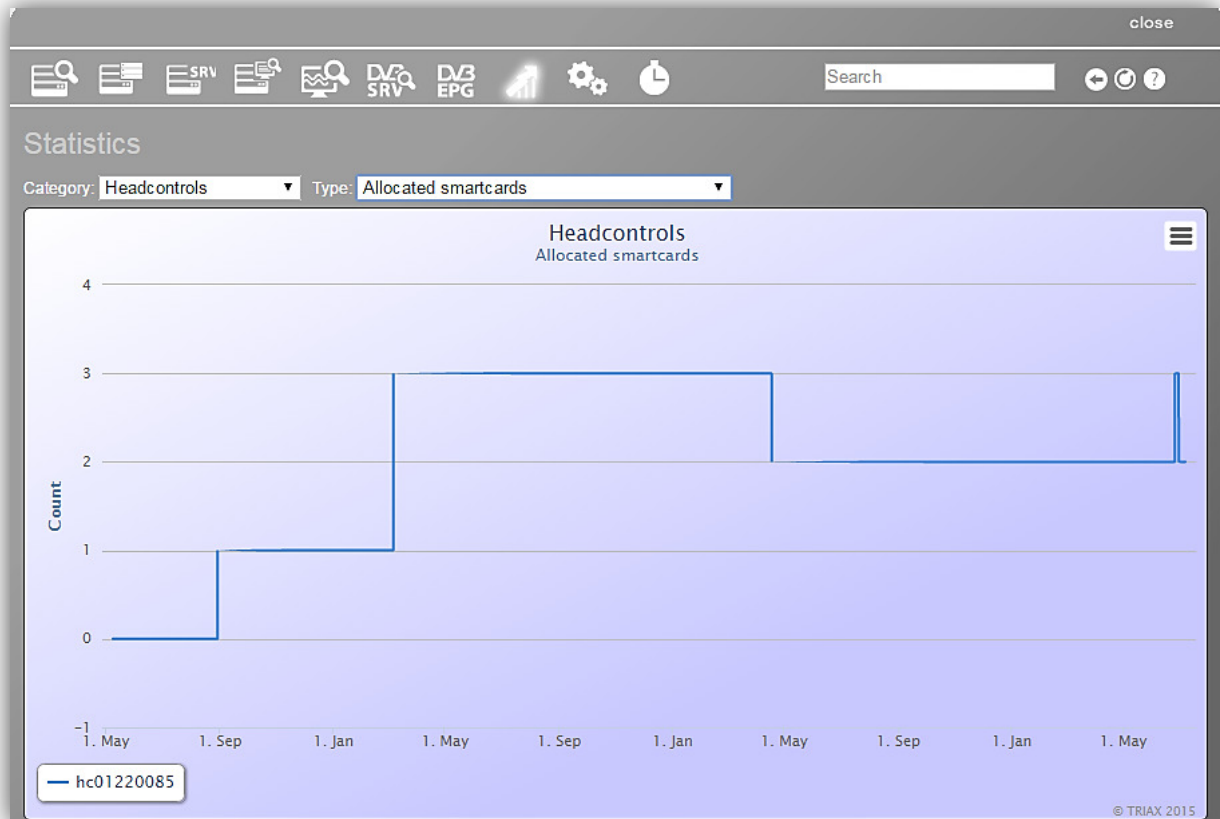 close
SRV
DVB SRV
DVB EPG
Search
?
Statistics
Category: Headcontrols Type: Allocated smartcards
Headcontrols
Allocated smartcards
4
3
2
1
0
-1
Count
1. May 1. Sep 1. Jan 1. May 1. Sep 1. Jan 1. May 1. Sep 1. Jan 1. May
hc01220085
© TRIAX 2015